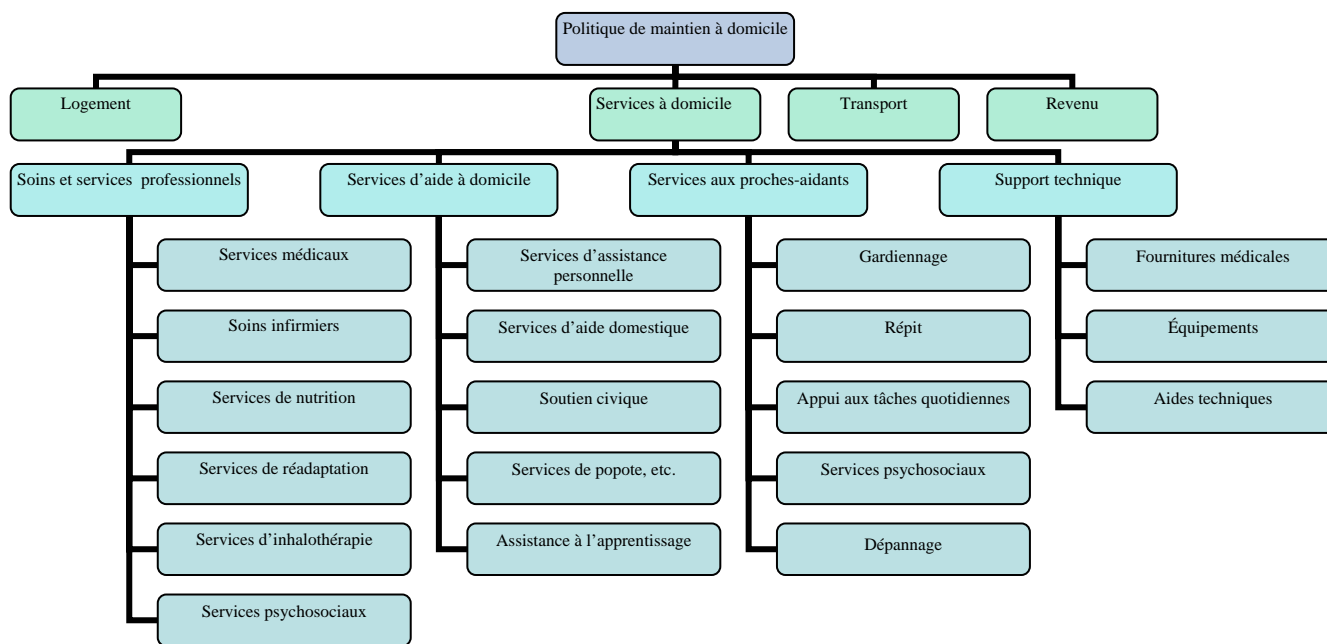 Politique de maintien à domicile
Logement
Services à domicile
Transport
Revenu
Soins et services professionnels
Services d’aide à domicile
Services aux proches-aidants
Support technique
Services médicaux
Soins infirmiers
Services de nutrition
Services de réadaptation
Services d’inhalothérapie
Services psychosociaux
Services d’assistance
personnelle
Services d’aide domestique
Soutien civique
Services de popote, etc.
Assistance à l’apprentissage
Gardiennage
Répit
Appui aux tâches quotidiennes
Services psychosociaux
Dépannage
Fournitures médicales
Équipements
Aides techniques